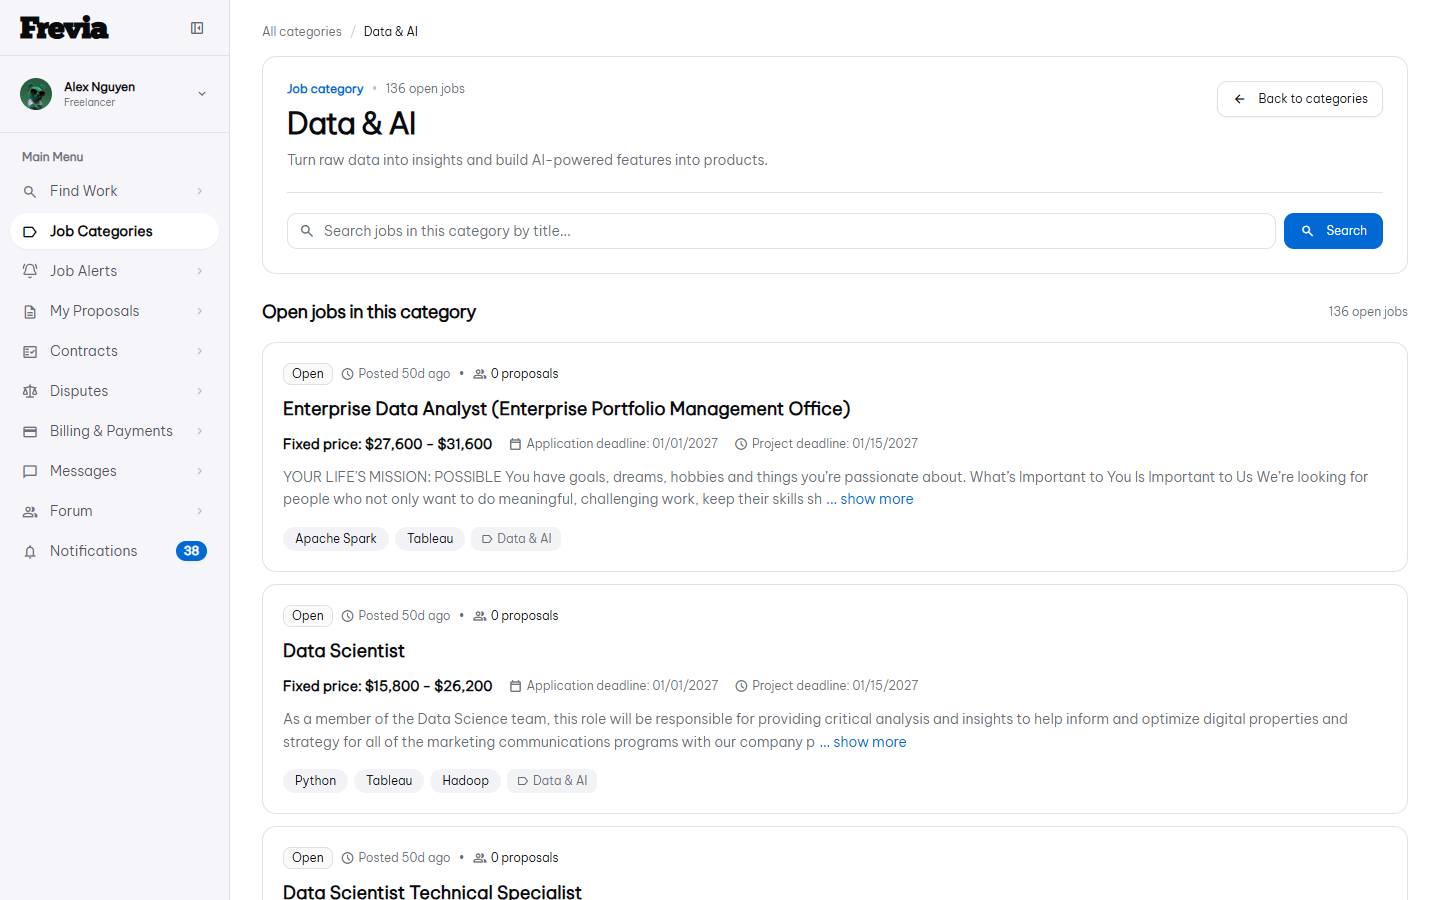 Frevia
Alex Nguyen
Freelancer
Main Menu
Find Work
Job Categories
Job Alerts
My Proposals
Contracts
Disputes
Billing & Payments
Messages
Forum
Notifications 38
All categories / Data & AI
Job category • 136 open jobs
Data & AI
Turn raw data into insights and build AI-powered features into products.
Back to categories
Search jobs in this category by title...
Search
Open jobs in this category
136 open jobs
Open Posted 50d ago • 0 proposals
Enterprise Data Analyst (Enterprise Portfolio Management Office)
Fixed price: $27,600 - $31,600 Application deadline: 01/01/2027 Project deadline: 01/15/2027
YOUR LIFE'S MISSION: POSSIBLE You have goals, dreams, hobbies and things you're passionate about. What's Important to You Is Important to Us We're looking for
people who not only want to do meaningful, challenging work, keep their skills sh ... show more
Apache Spark Tableau Data & AI
Open Posted 50d ago • 0 proposals
Data Scientist
Fixed price: $15,800 - $26,200 Application deadline: 01/01/2027 Project deadline: 01/15/2027
As a member of the Data Science team, this role will be responsible for providing critical analysis and insights to help inform and optimize digital properties and
strategy for all of the marketing communications programs with our company p ... show more
Python Tableau Hadoop Data & AI
Open Posted 50d ago • 0 proposals
Data Scientist Technical Specialist